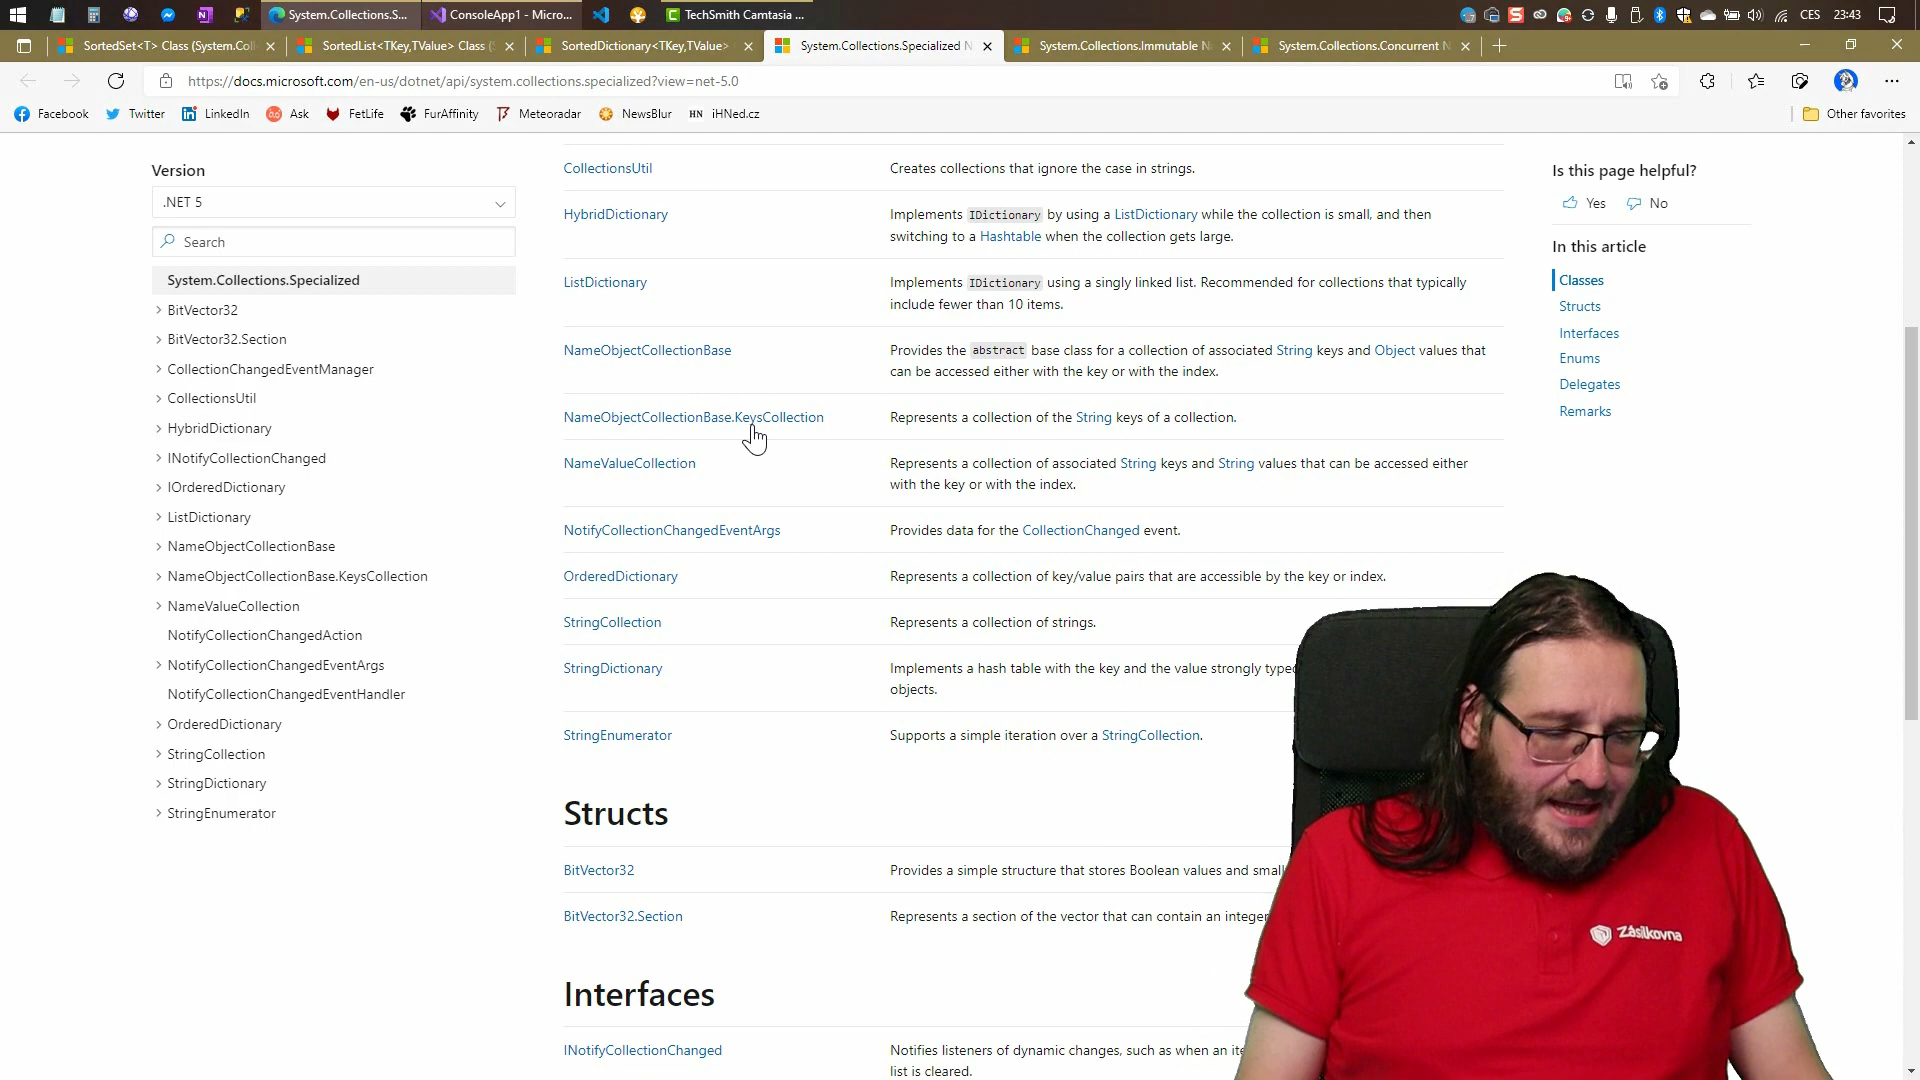 System.Collections.S...
ConsoleApp1 - Micro...
TechSmith Camtasia ...
CES
23:43
SortedSet<T> Class (System.Col
SortedList<TKey,TValue> Class (
SortedDictionary<TKey,TValue>
System.Collections.Specialized N
System.Collections.Immutable N
System.Collections.Concurrent N
https://docs.microsoft.com/en-us/dotnet/api/system.collections.specialized?view=net-5.0
Facebook
Twitter
LinkedIn
Ask
FetLife
FurAffinity
Meteoradar
NewsBlur
HN iHNed.cz
Other favorites
Version
.NET 5
Search
System.Collections.Specialized
BitVector32
BitVector32.Section
CollectionChangedEventManager
CollectionsUtil
HybridDictionary
INotifyCollectionChanged
IOrderedDictionary
ListDictionary
NameObjectCollectionBase
NameObjectCollectionBase.KeysCollection
NameValueCollection
NotifyCollectionChangedAction
NotifyCollectionChangedEventArgs
NotifyCollectionChangedEventHandler
OrderedDictionary
StringCollection
StringDictionary
StringEnumerator
CollectionsUtil
Creates collections that ignore the case in strings.
HybridDictionary
Implements IDictionary by using a ListDictionary while the collection is small, and then
switching to a Hashtable when the collection gets large.
ListDictionary
Implements IDictionary using a singly linked list. Recommended for collections that typically
include fewer than 10 items.
NameObjectCollectionBase
Provides the abstract base class for a collection of associated String keys and Object values that
can be accessed either with the key or with the index.
NameObjectCollectionBase.KeysCollection
Represents a collection of the String keys of a collection.
NameValueCollection
Represents a collection of associated String keys and String values that can be accessed either
with the key or with the index.
NotifyCollectionChangedEventArgs
Provides data for the CollectionChanged event.
OrderedDictionary
Represents a collection of key/value pairs that are accessible by the key or index.
StringCollection
Represents a collection of strings.
StringDictionary
Implements a hash table with the key and the value strongly type
objects.
StringEnumerator
Supports a simple iteration over a StringCollection.
Structs
BitVector32
Provides a simple structure that stores Boolean values and small
BitVector32.Section
Represents a section of the vector that can contain an integer
Interfaces
INotifyCollectionChanged
Notifies listeners of dynamic changes, such as when an ite
list is cleared.
Is this page helpful?
Yes
No
In this article
Classes
Structs
Interfaces
Enums
Delegates
Remarks
Zásilkovna